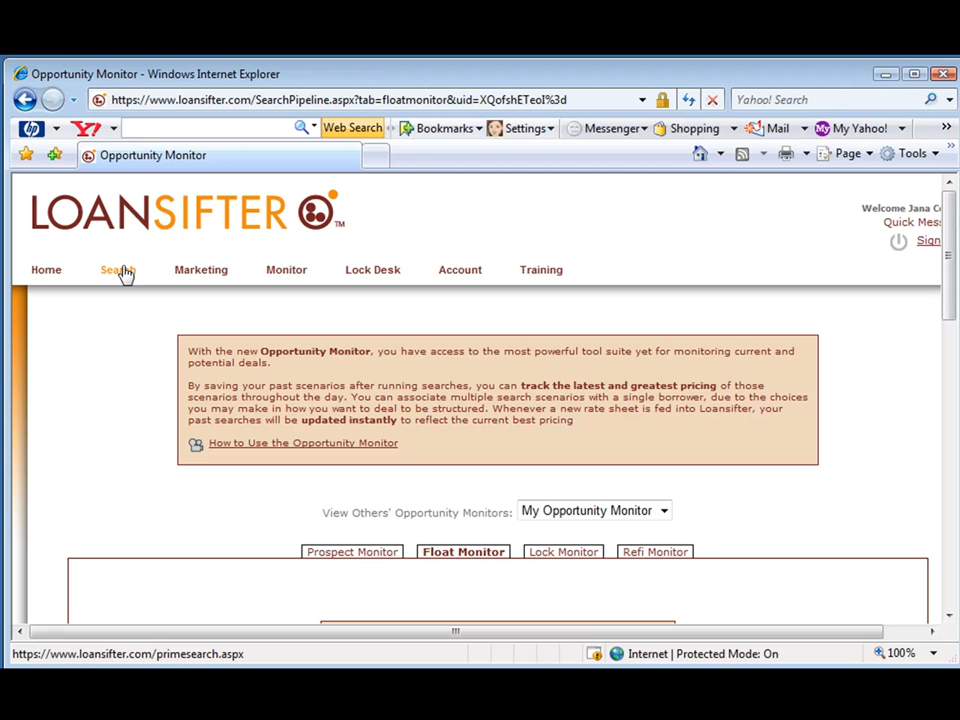 Opportunity Monitor - Windows Internet Explorer
https://www.loansifter.com/SearchPipeline.aspx?tab=floatmonitor&uid=XQofshETeoI%3d
Yahoo! Search
hp
Y!
Web Search
Bookmarks
Settings
Messenger
Shopping
Mail
My Yahoo!
Opportunity Monitor
Page
Tools
LOANSIFTER TM
Welcome Jana C
Quick Mes
Sign
Home
Search
Marketing
Monitor
Lock Desk
Account
Training
With the new Opportunity Monitor, you have access to the most powerful tool suite yet for monitoring current and
potential deals.
By saving your past scenarios after running searches, you can track the latest and greatest pricing of those
scenarios throughout the day. You can associate multiple search scenarios with a single borrower, due to the choices
you may make in how you want to deal to be structured. Whenever a new rate sheet is fed into Loansifter, your
past searches will be updated instantly to reflect the current best pricing
How to Use the Opportunity Monitor
View Others' Opportunity Monitors:
My Opportunity Monitor
Prospect Monitor
Float Monitor
Lock Monitor
Refi Monitor
https://www.loansifter.com/primesearch.aspx
Internet | Protected Mode: On
100%